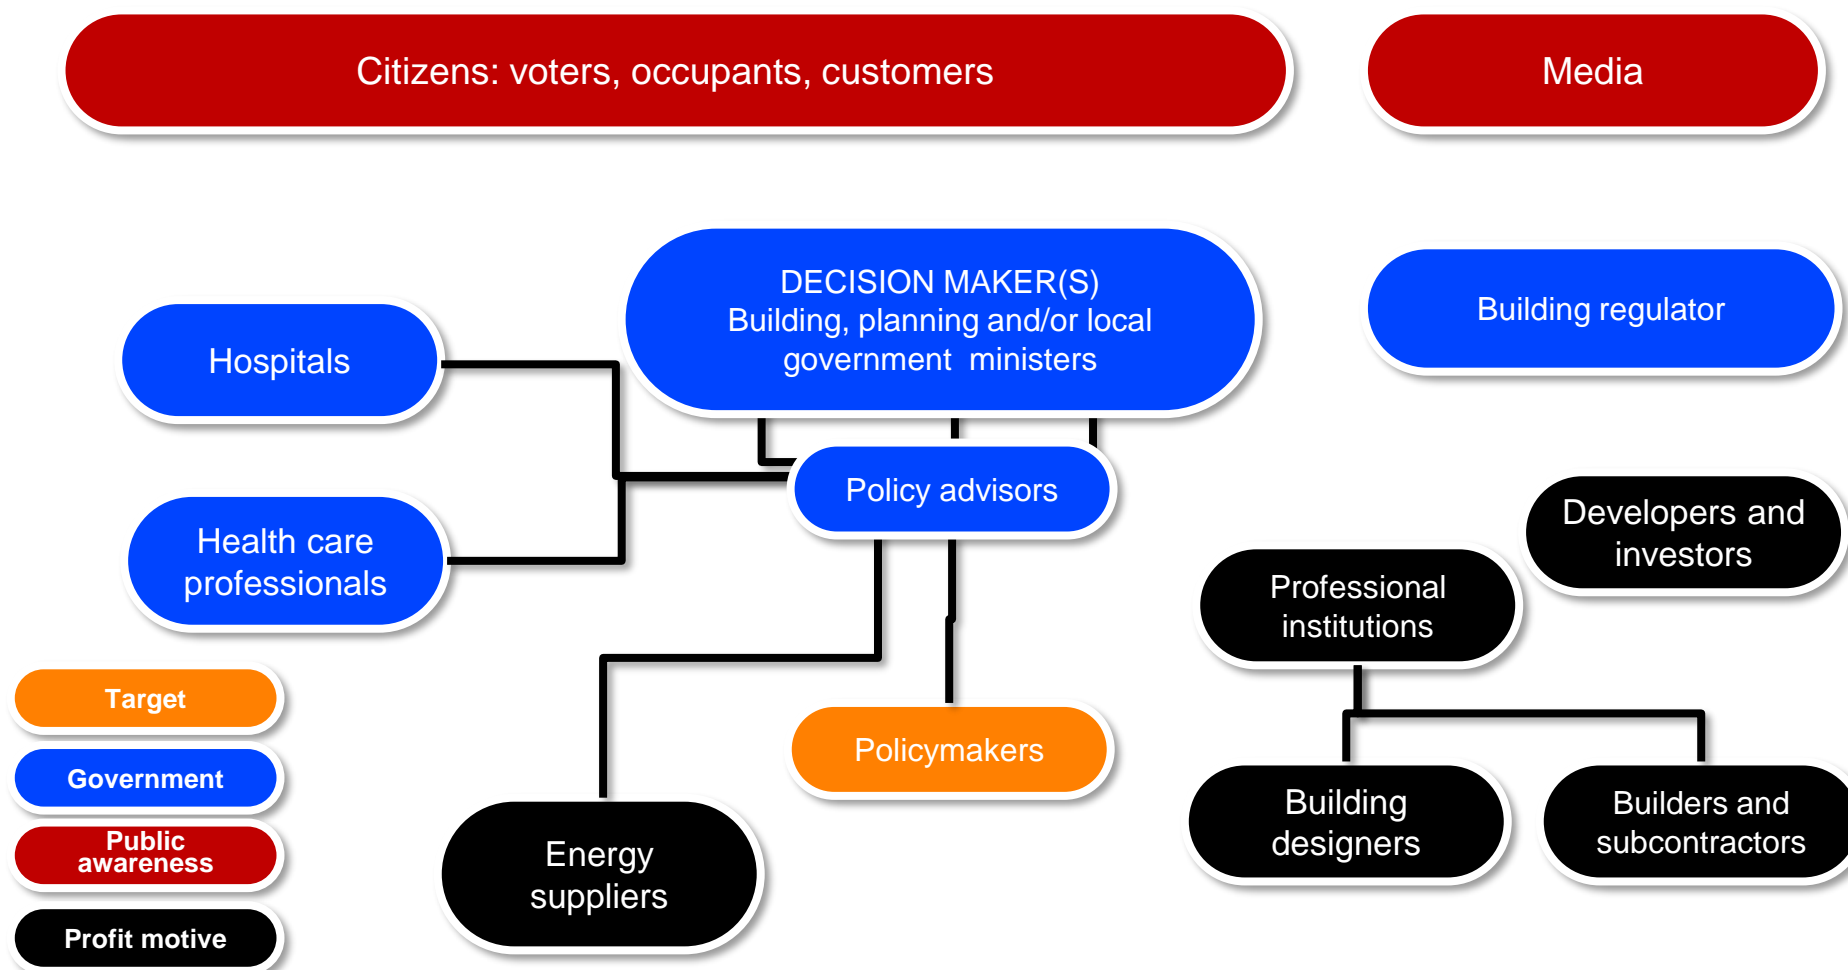 Citizens: voters, occupants, customers
Media
DECISION MAKER(S)
Building, planning and/or local
government  ministers
Building regulator
Hospitals
Policy advisors
Health care
professionals
Developers and
investors
Professional
institutions
Target
Government
Public
awareness
Profit motive
Policymakers
Energy
suppliers
Building
designers
Builders and
subcontractors